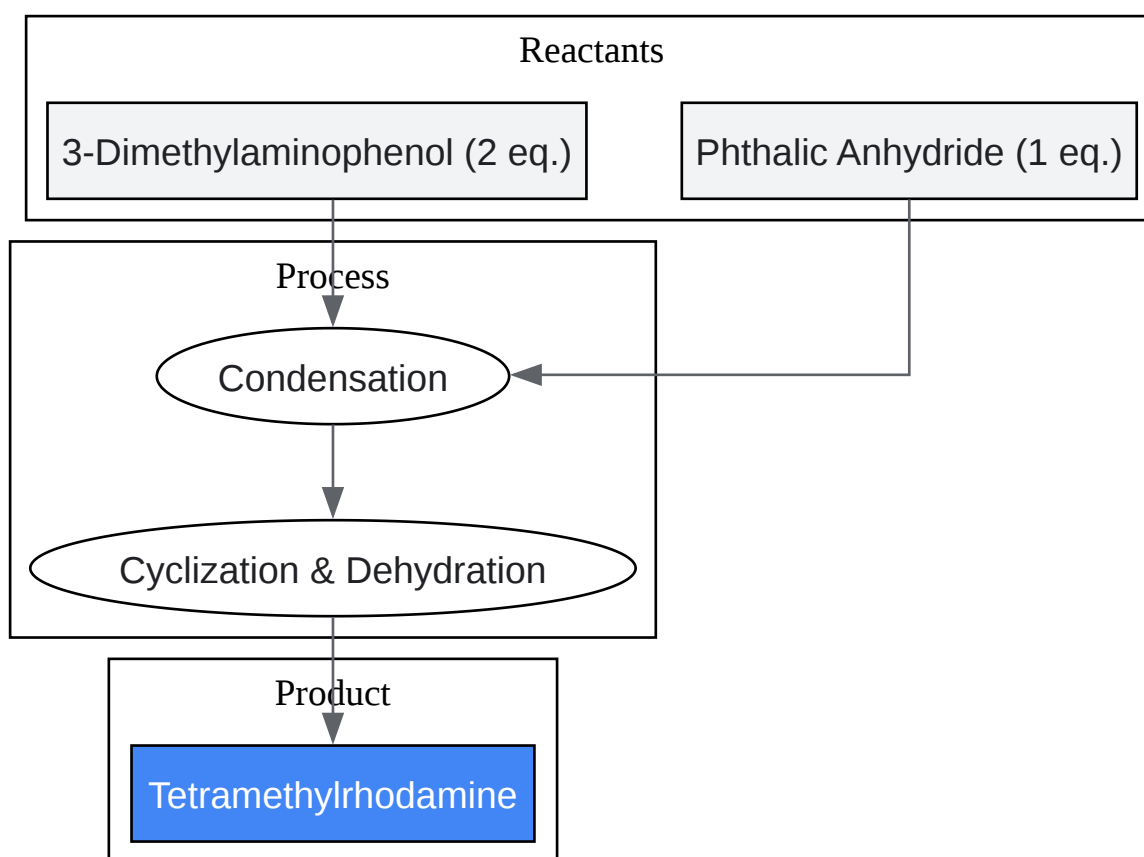 Reactants
3-Dimethylaminophenol (2 eq.)
Phthalic Anhydride (1 eq.)
Process
Condensation
Cyclization & Dehydration
Product
Tetramethylrhodamine